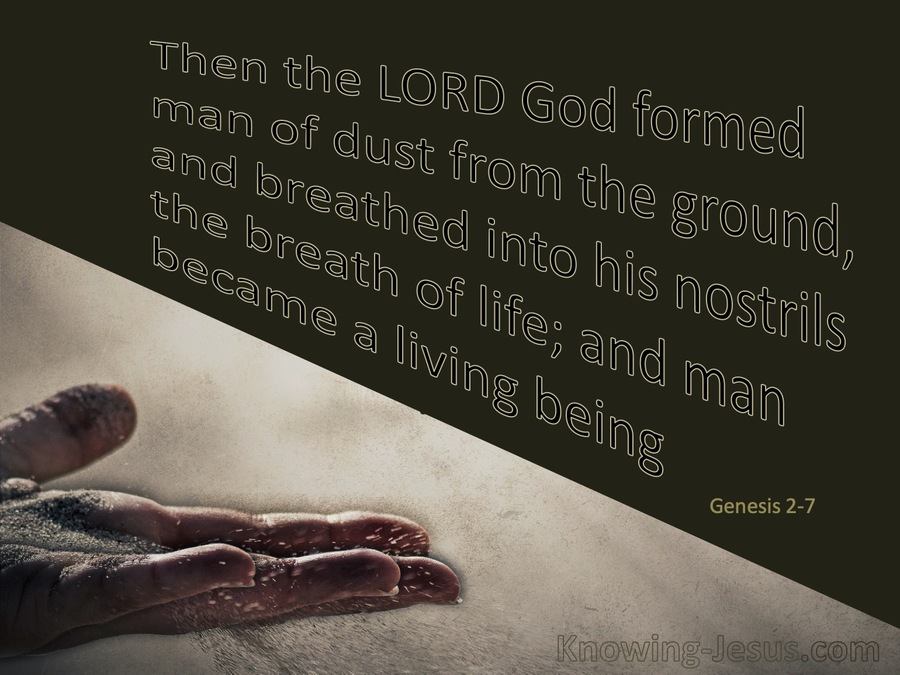 Then the LORD God formed
man of dust from the ground,
and breathed into his nostrils
the breath of life; and man
became a living being
Genesis 2-7
Knowing-Jesus.com